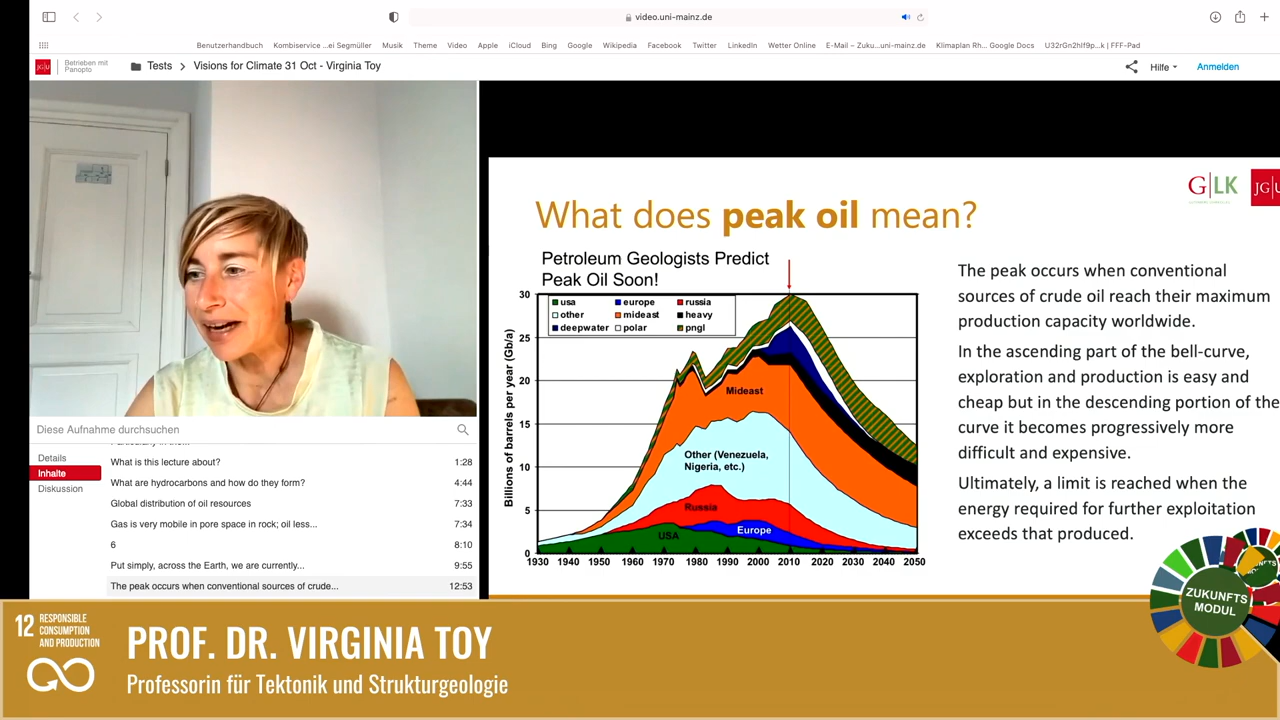 video.uni-mainz.de
Benutzerhandbuch Kombiservice ...ei Segmüller Musik Theme Video Apple iCloud Bing Google Wikipedia Facebook Twitter LinkedIn Wetter Online E-Mail – Zuku...uni-mainz.de Klimaplan Rh... Google Docs U32rGn2hIf9p...k | FFF-Pad
JGU
Betrieben mit
Panopto
Tests > Visions for Climate 31 Oct - Virginia Toy
Hilfe
Anmelden
Diese Aufnahme durchsuchen
Details
Inhalte
Diskussion
What is this lecture about? 1:28
What are hydrocarbons and how do they form? 4:44
Global distribution of oil resources 7:33
Gas is very mobile in pore space in rock; oil less... 7:34
6 8:10
Put simply, across the Earth, we are currently... 9:55
The peak occurs when conventional sources of crude... 12:53
G|LK
JGU
What does peak oil mean?
Petroleum Geologists Predict
Peak Oil Soon!
usa europe russia
other mideast heavy
deepwater polar pngl
Billions of barrels per year (Gb/a)
30
25
20
15
10
5
0
Mideast
Other (Venezuela,
Nigeria, etc.)
Russia
Europe
USA
1930 1940 1950 1960 1970 1980 1990 2000 2010 2020 2030 2040 2050
The peak occurs when conventional
sources of crude oil reach their maximum
production capacity worldwide.
In the ascending part of the bell-curve,
exploration and production is easy and
cheap but in the descending portion of the
curve it becomes progressively more
difficult and expensive.
Ultimately, a limit is reached when the
energy required for further exploitation
exceeds that produced.
ZUKUNFTS
MODUL
12 RESPONSIBLE
CONSUMPTION
AND PRODUCTION
PROF. DR. VIRGINIA TOY
Professorin für Tektonik und Strukturgeologie